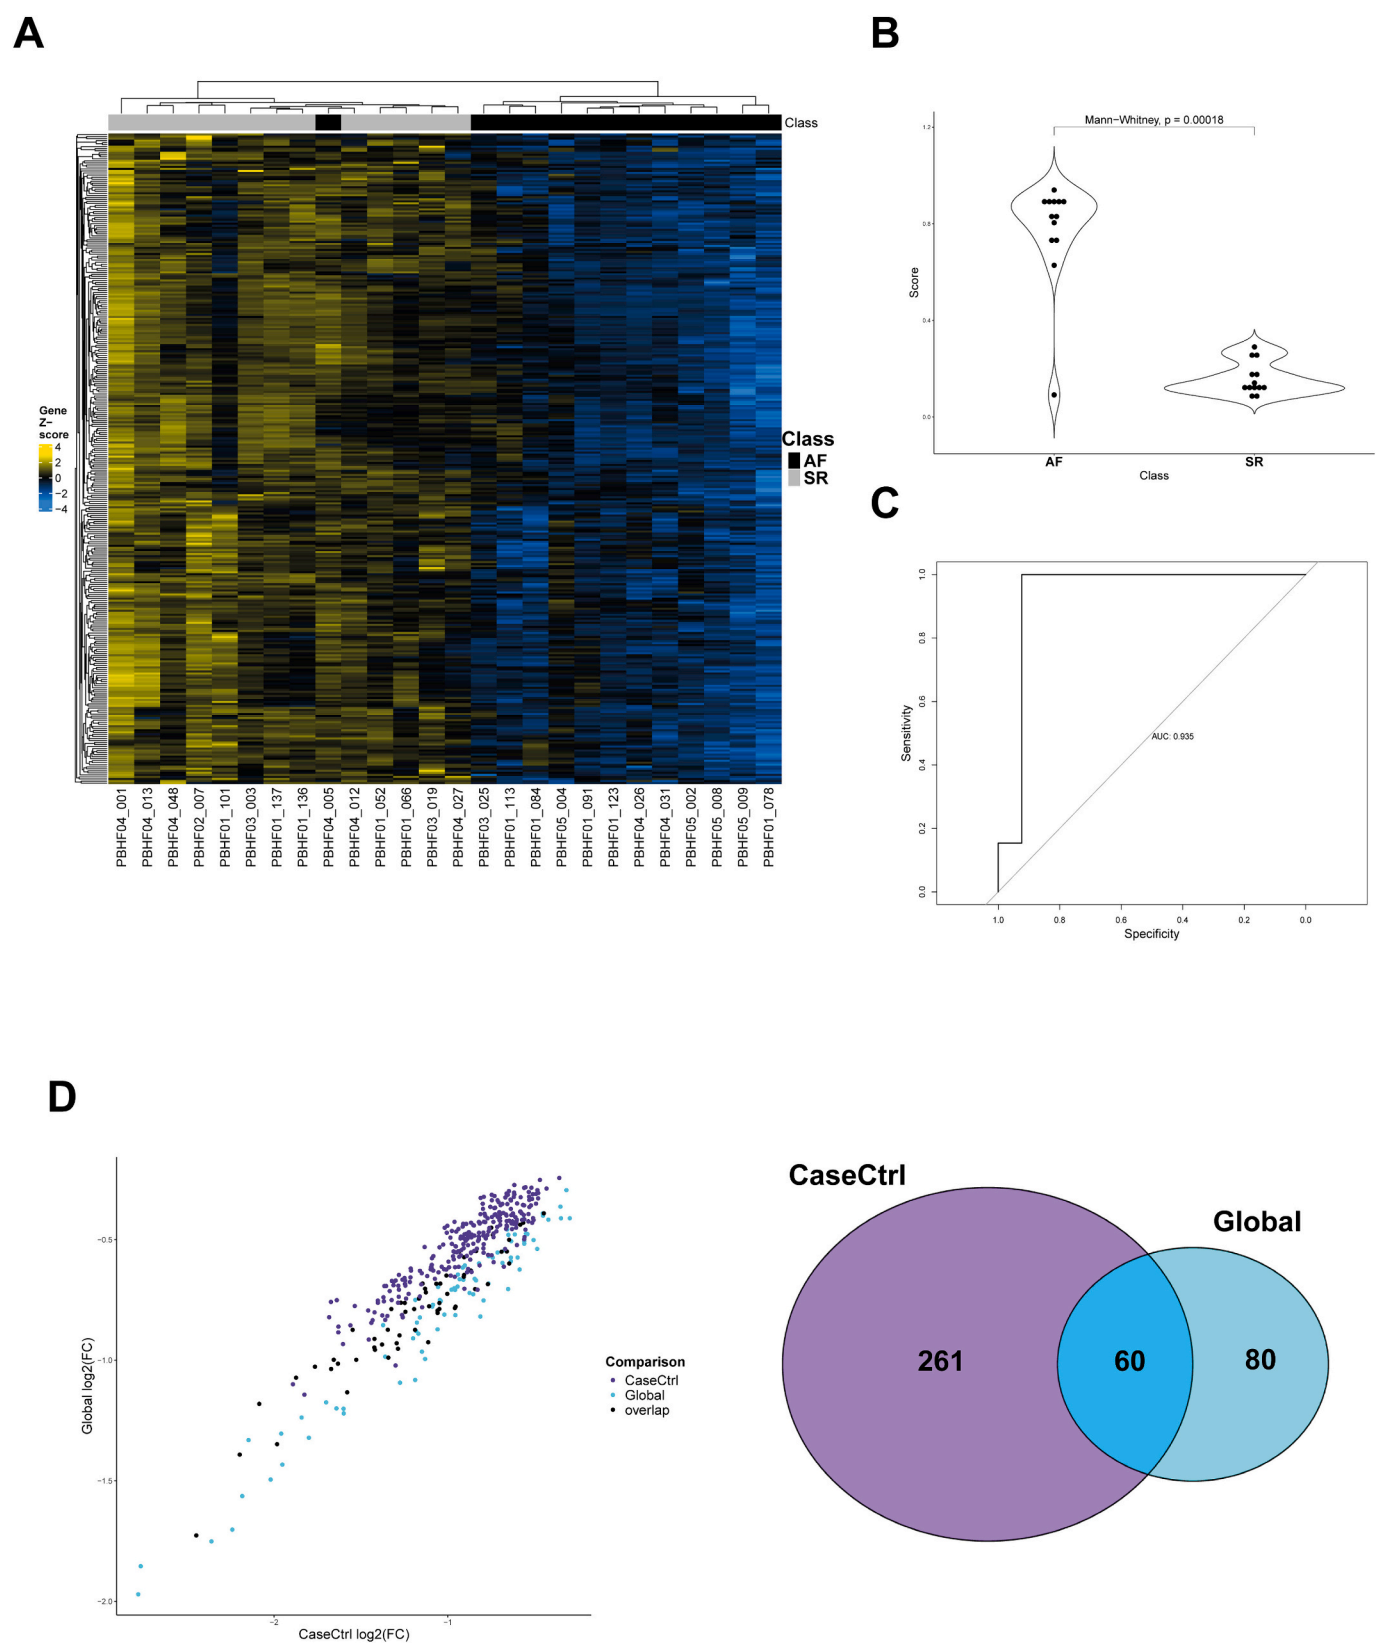 A
Class
Gene
Z-
score
4
2
0
−2
−4
Class
AF
SR
PBHF04_001
PBHF04_013
PBHF04_048
PBHF02_007
PBHF01_101
PBHF03_003
PBHF01_137
PBHF01_136
PBHF04_005
PBHF04_012
PBHF01_052
PBHF01_066
PBHF03_019
PBHF04_027
PBHF03_025
PBHF01_113
PBHF01_084
PBHF05_004
PBHF01_091
PBHF01_123
PBHF04_026
PBHF04_031
PBHF05_002
PBHF05_008
PBHF05_009
PBHF01_078
B
Mann−Whitney, p = 0.00018
1.2
0.8
0.4
0.0
Score
AF
SR
Class
C
1.0
0.8
0.6
0.4
0.2
0.0
Sensitivity
AUC: 0.935
1.0
0.8
0.6
0.4
0.2
0.0
Specificity
D
−0.5
−1.0
−1.5
−2.0
Global log2(FC)
−2
−1
CaseCtrl log2(FC)
Comparison
CaseCtrl
Global
overlap
CaseCtrl
Global
261
60
80